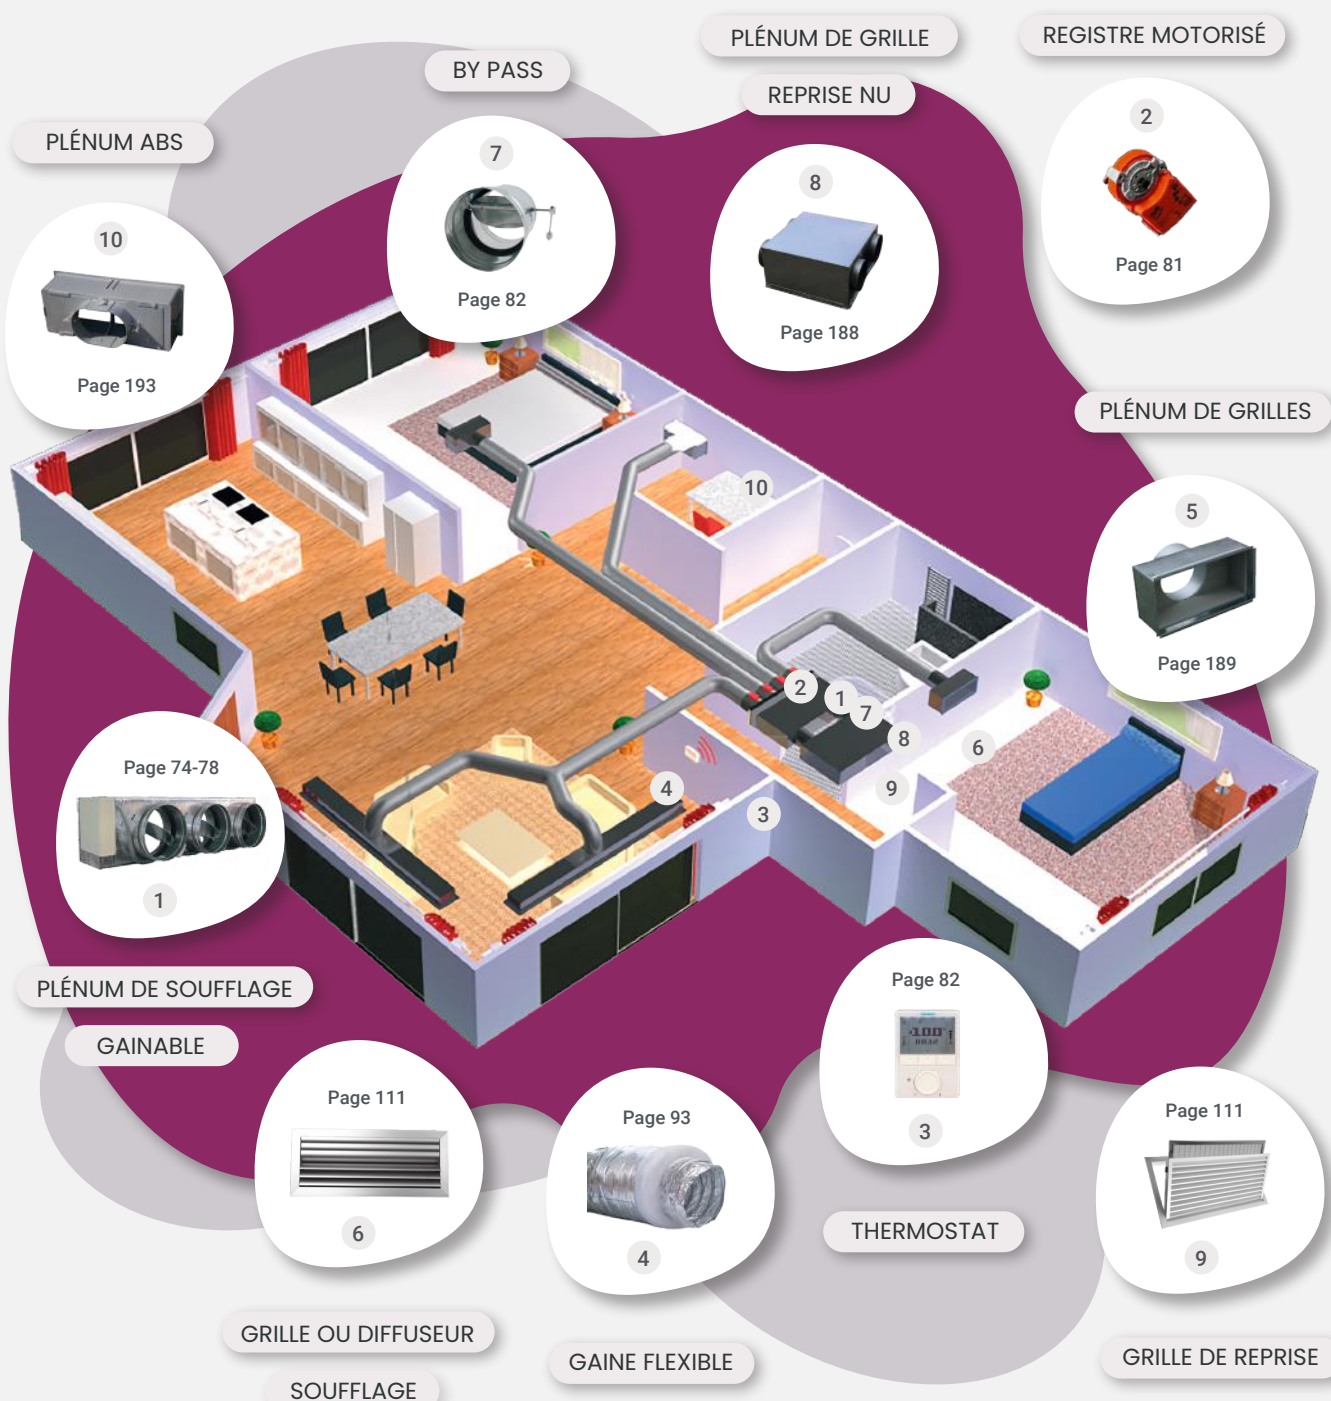 PLÉNUM DE GRILLE
REPRISE NU
8
Page 188
REGISTRE MOTORISÉ
2
Page 81
BY PASS
7
Page 82
PLÉNUM ABS
10
Page 193
PLÉNUM DE GRILLES
5
Page 189
10
2
1
7
8
6
9
4
3
Page 74-78
1
PLÉNUM DE SOUFFLAGE
GAINABLE
Page 82
3
THERMOSTAT
Page 111
6
GRILLE OU DIFFUSEUR
SOUFFLAGE
Page 93
4
GAINE FLEXIBLE
Page 111
9
GRILLE DE REPRISE